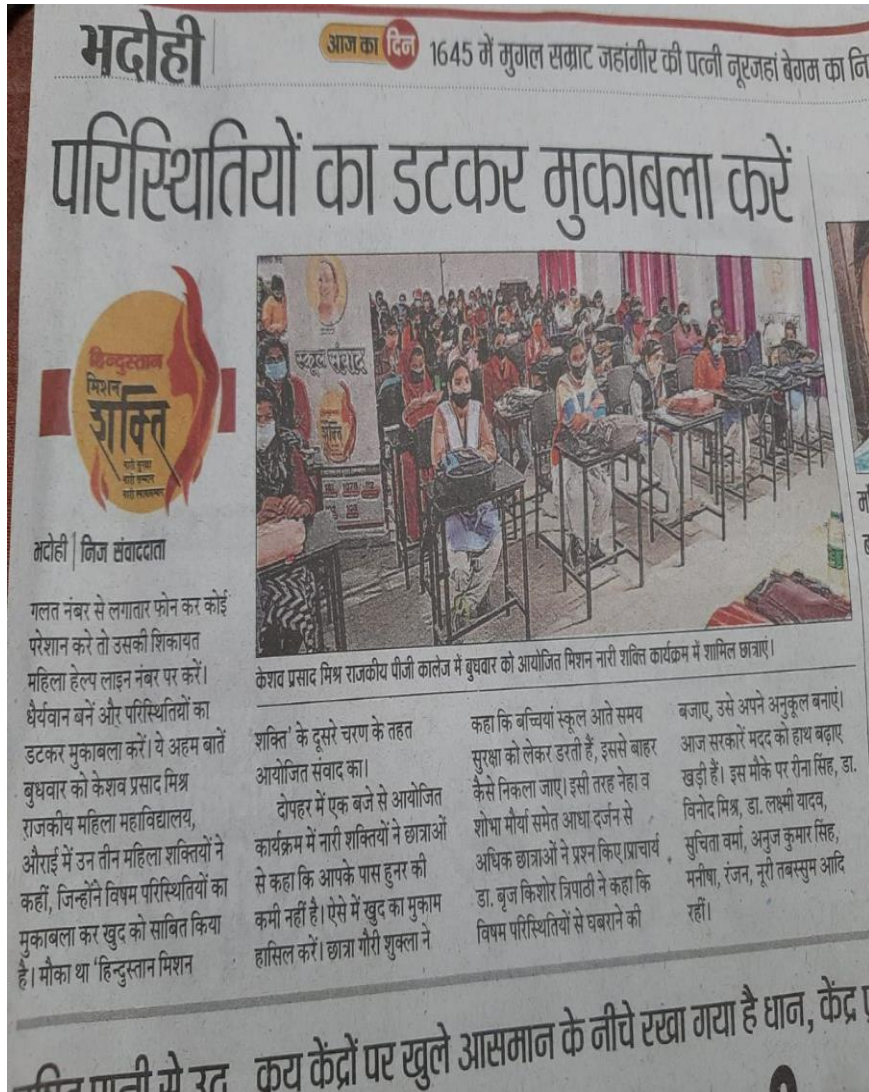 भदोही
आज का दिन
1645 में मुगल सम्राट जहांगीर की पत्नी नूरजहां बेगम का
परिस्थितियों का डटकर मुकाबला करें
हिन्दुस्तान
मिशन
शक्ति
नारी सुरक्षा
नारी सम्मान
नारी स्वावलम्बन
स्कूल संवाद
भदोही | निज संवाददाता
गलत नंबर से लगातार फोन कर कोई
परेशान करे तो उसकी शिकायत
महिला हेल्प लाइन नंबर पर करें।
धैर्यवान बनें और परिस्थितियों का
डटकर मुकाबला करें। ये अहम बातें
बुधवार को केशव प्रसाद मिश्र
राजकीय महिला महाविद्यालय,
औराई में उन तीन महिला शक्तियों ने
कहीं, जिन्होंने विषम परिस्थितियों का
मुकाबला कर खुद को साबित किया
है। मौका था 'हिन्दुस्तान मिशन
केशव प्रसाद मिश्र राजकीय पीजी कालेज में बुधवार को आयोजित मिशन नारी शक्ति कार्यक्रम में शामिल छात्राएं।
शक्ति' के दूसरे चरण के तहत
आयोजित संवाद का।
दोपहर में एक बजे से आयोजित
कार्यक्रम में नारी शक्तियों ने छात्राओं
से कहा कि आपके पास हुनर की
कमी नहीं है। ऐसे में खुद का मुकाम
हासिल करें। छात्रा गौरी शुक्ला ने
कहा कि बच्चियां स्कूल आते समय
सुरक्षा को लेकर डरती हैं, इससे बाहर
कैसे निकला जाए। इसी तरह नेहा व
शोभा मौर्या समेत आधा दर्जन से
अधिक छात्राओं ने प्रश्न किए।प्राचार्य
डा. बृज किशोर त्रिपाठी ने कहा कि
विषम परिस्थितियों से घबराने की
बजाए, उसे अपने अनुकूल बनाएं।
आज सरकारें मदद को हाथ बढ़ाए
खड़ी हैं। इस मौके पर रीना सिंह, डा.
विनोद मिश्र, डा. लक्ष्मी यादव,
सुचिता वर्मा, अनुज कुमार सिंह,
मनीषा, रंजन, नूरी तबस्सुम आदि
रहीं।
क्रय केंद्रों पर खुले आसमान के नीचे रखा गया है धान, केंद्र